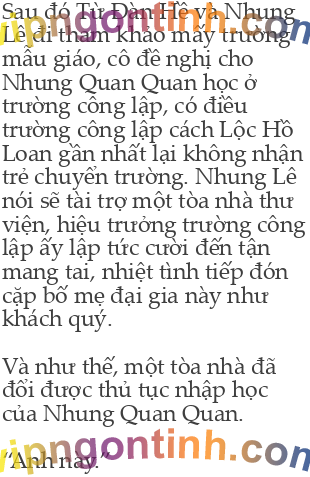 Sau đó Từ Đàn Hề và Nhung
Lê đi tham khảo mấy trường
mẫu giáo, cô đề nghị cho
Nhung Quan Quan học ở
trường công lập, có điều
trường công lập cách Lộc Hồ
Loan gần nhất lại không nhận
trẻ chuyển trường. Nhung Lê
nói sẽ tài trợ một tòa nhà thư
viện, hiệu trưởng trường công
lập ấy lập tức cười đến tận
mang tai, nhiệt tình tiếp đón
cặp bố mẹ đại gia này như
khách quý.
Và như thế, một tòa nhà đã
đổi được thủ tục nhập học
của Nhung Quan Quan.
“Anh này.”
vipngontinh.com
vipngontinh.com